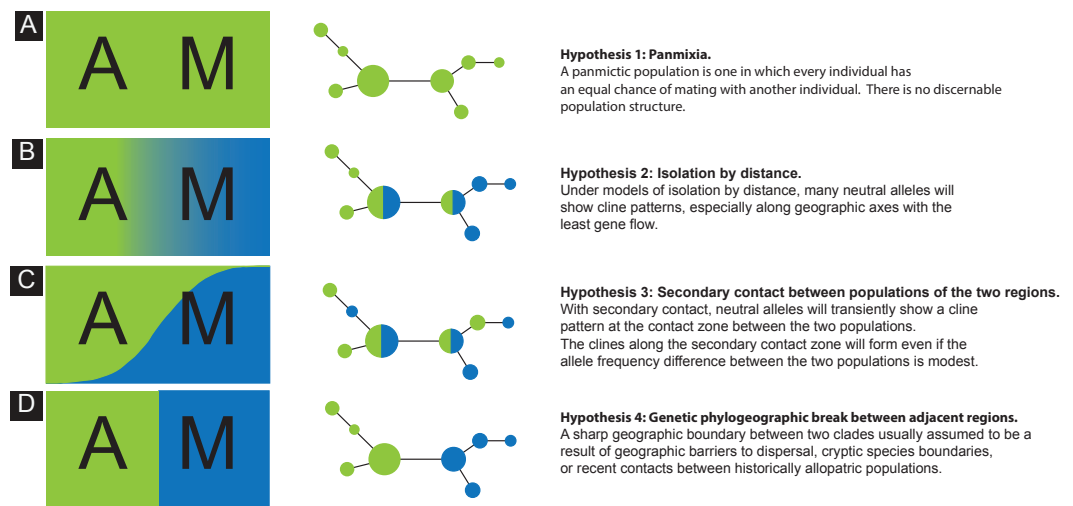 A
A M
Hypothesis 1: Panmixia.
A panmictic population is one in which every individual has
an equal chance of mating with another individual. There is no discernable
population structure.
B
A M
Hypothesis 2: Isolation by distance.
Under models of isolation by distance, many neutral alleles will
show cline patterns, especially along geographic axes with the
least gene flow.
C
A M
Hypothesis 3: Secondary contact between populations of the two regions.
With secondary contact, neutral alleles will transiently show a cline
pattern at the contact zone between the two populations.
The clines along the secondary contact zone will form even if the
allele frequency difference between the two populations is modest.
D
A M
Hypothesis 4: Genetic phylogeographic break between adjacent regions.
A sharp geographic boundary between two clades usually assumed to be a
result of geographic barriers to dispersal, cryptic species boundaries,
or recent contacts between historically allopatric populations.